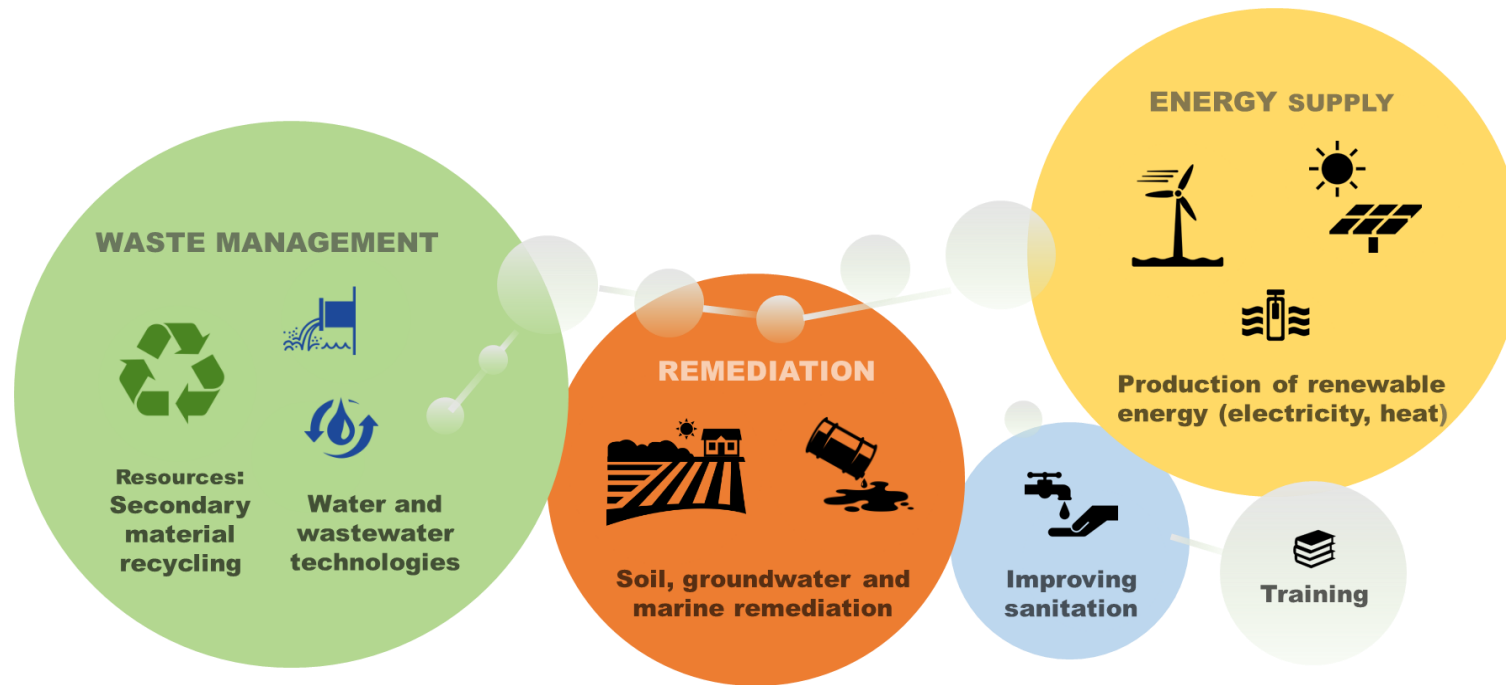 WASTE MANAGEMENT
Resources:
Secondary
material
recycling
Water and
wastewater
technologies
REMEDIATION
Soil, groundwater and
marine remediation
Improving
sanitation
ENERGY SUPPLY
Production of renewable
energy (electricity, heat)
Training